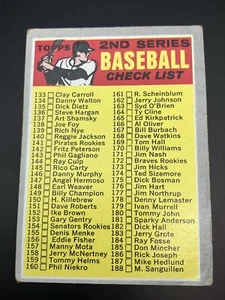 TOPPS
2ND SERIES
BASEBALL
CHECK LIST
133 Clay Carroll
134 Danny Walton
135 Dick Dietz
136 Steve Hargan
137 Art Shamsky
138 Joe Foy
139 Rich Nye
140 Reggie Jackson
141 Pirates Rookies
142 Fritz Peterson
143 Phil Gagliano
144 Ray Culp
145 Rico Carty
146 Danny Murphy
147 Angel Hermoso
148 Earl Weaver
149 Billy Champion
150 H. Killebrew
151 Dave Roberts
152 Ike Brown
153 Gary Gentry
154 Senators Rookies
155 Denis Menke
156 Eddie Fisher
157 Manny Mota
158 Jerry McNertney
159 Tommy Helms
160 Phil Niekro
161 R. Scheinblum
162 Jerry Johnson
163 Syd O'Brien
164 Ty Cline
165 Ed Kirkpatrick
166 Al Oliver
167 Bill Burbach
168 Dave Watkins
169 Tom Hall
170 Billy Williams
171 Jim Nash
172 Braves Rookies
173 Jim Hicks
174 Ted Sizemore
175 Dick Bosman
176 Jim Hart
177 Jim Northrup
178 Denny Lemaster
179 Ivan Murrell
180 Tommy John
181 Sparky Anderson
182 Dick Hall
183 Jerry Grote
184 Ray Fosse
185 Don Mincher
186 Rick Joseph
187 Mike Hedlund
188 M. Sanguillen